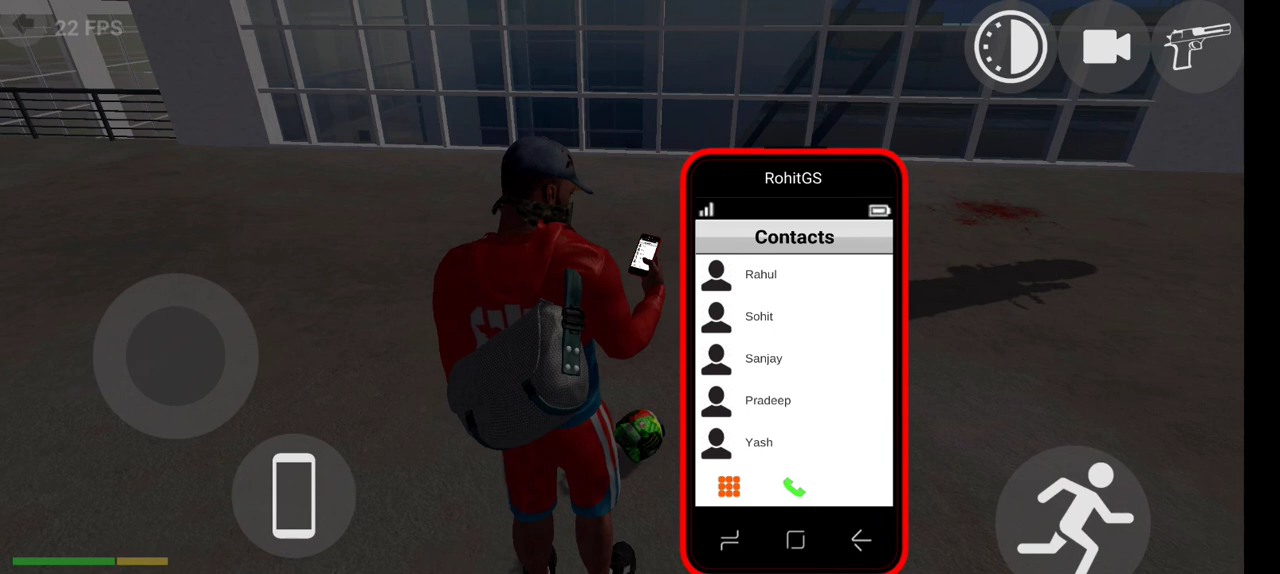 22 FPS
RohitGS
Contacts
Rahul
Sohit
Sanjay
Pradeep
Yash